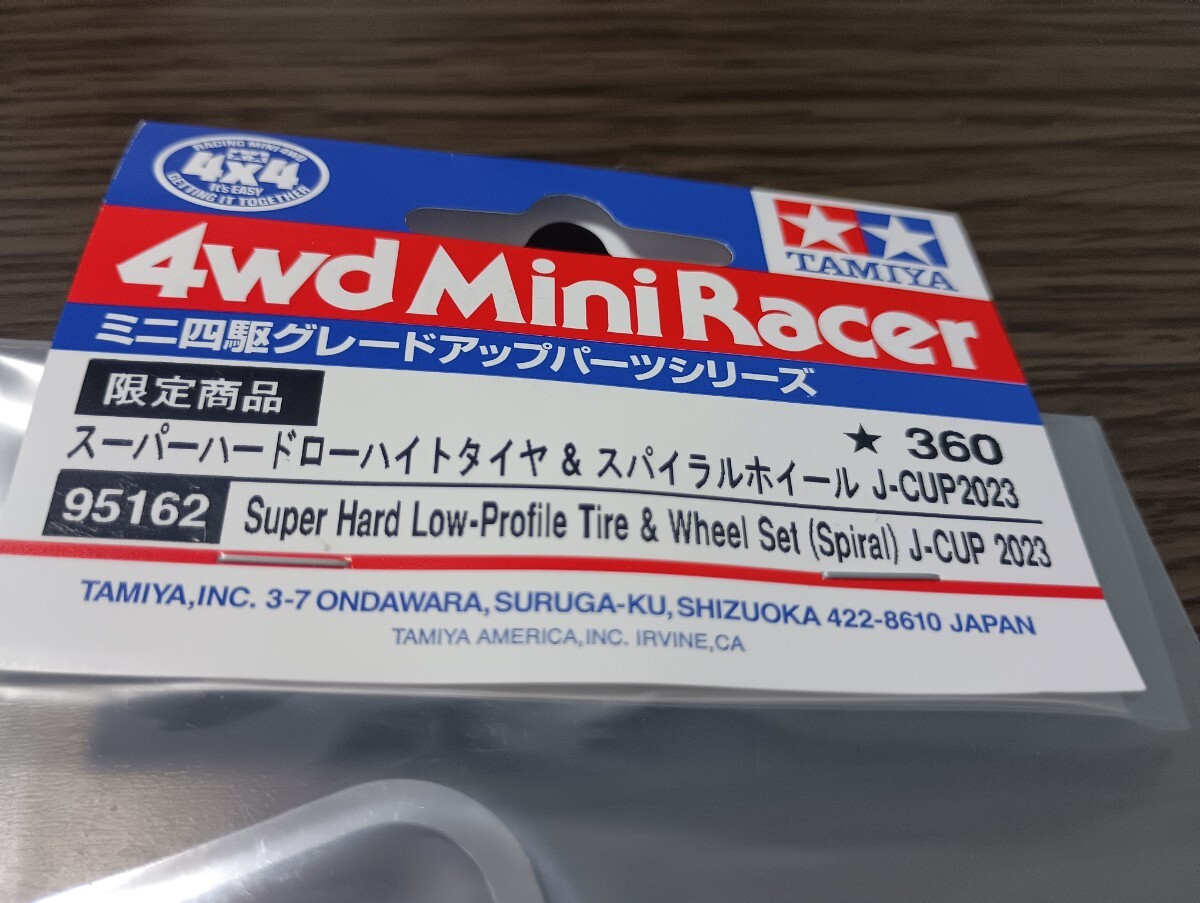 RACING MINI 4WD
4x4
It's EASY
GETTING IT TOGETHER
TAMIYA
4wd Mini Racer
ミニ四駆グレードアップパーツシリーズ
限定商品
★ 360
スーパーハードローハイトタイヤ & スパイラルホイール J-CUP2023
95162 Super Hard Low-Profile Tire & Wheel Set (Spiral) J-CUP 2023
TAMIYA,INC. 3-7 ONDAWARA, SURUGA-KU, SHIZUOKA 422-8610 JAPAN
TAMIYA AMERICA,INC. IRVINE,CA